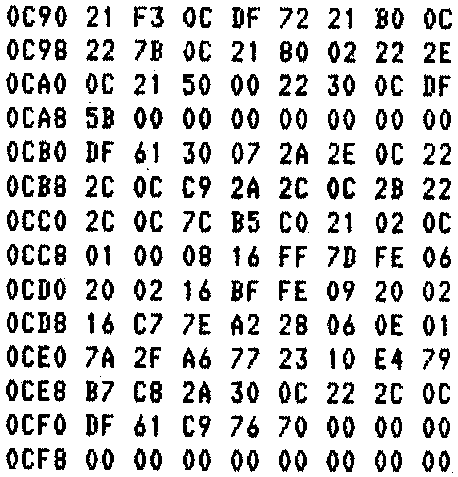 0C90 21 F3 0C DF 72 21 B0 0C
0C98 22 7B 0C 21 80 02 22 2E
0CA0 0C 21 50 00 22 30 0C DF
0CA8 5B 00 00 00 00 00 00 00
0CB0 DF 61 30 07 2A 2E 0C 22
0CB8 2C 0C C9 2A 2C 0C 2B 22
0CC0 2C 0C 7C B5 C0 21 02 0C
0CC8 01 00 08 16 FF 7D FE 06
0CD0 20 02 16 BF FE 09 20 02
0CD8 16 C7 7E A2 28 06 0E 01
0CE0 7A 2F A6 77 23 10 E4 79
0CE8 B7 C8 2A 30 0C 22 2C 0C
0CF0 DF 61 C9 76 70 00 00 00
0CF8 00 00 00 00 00 00 00 00